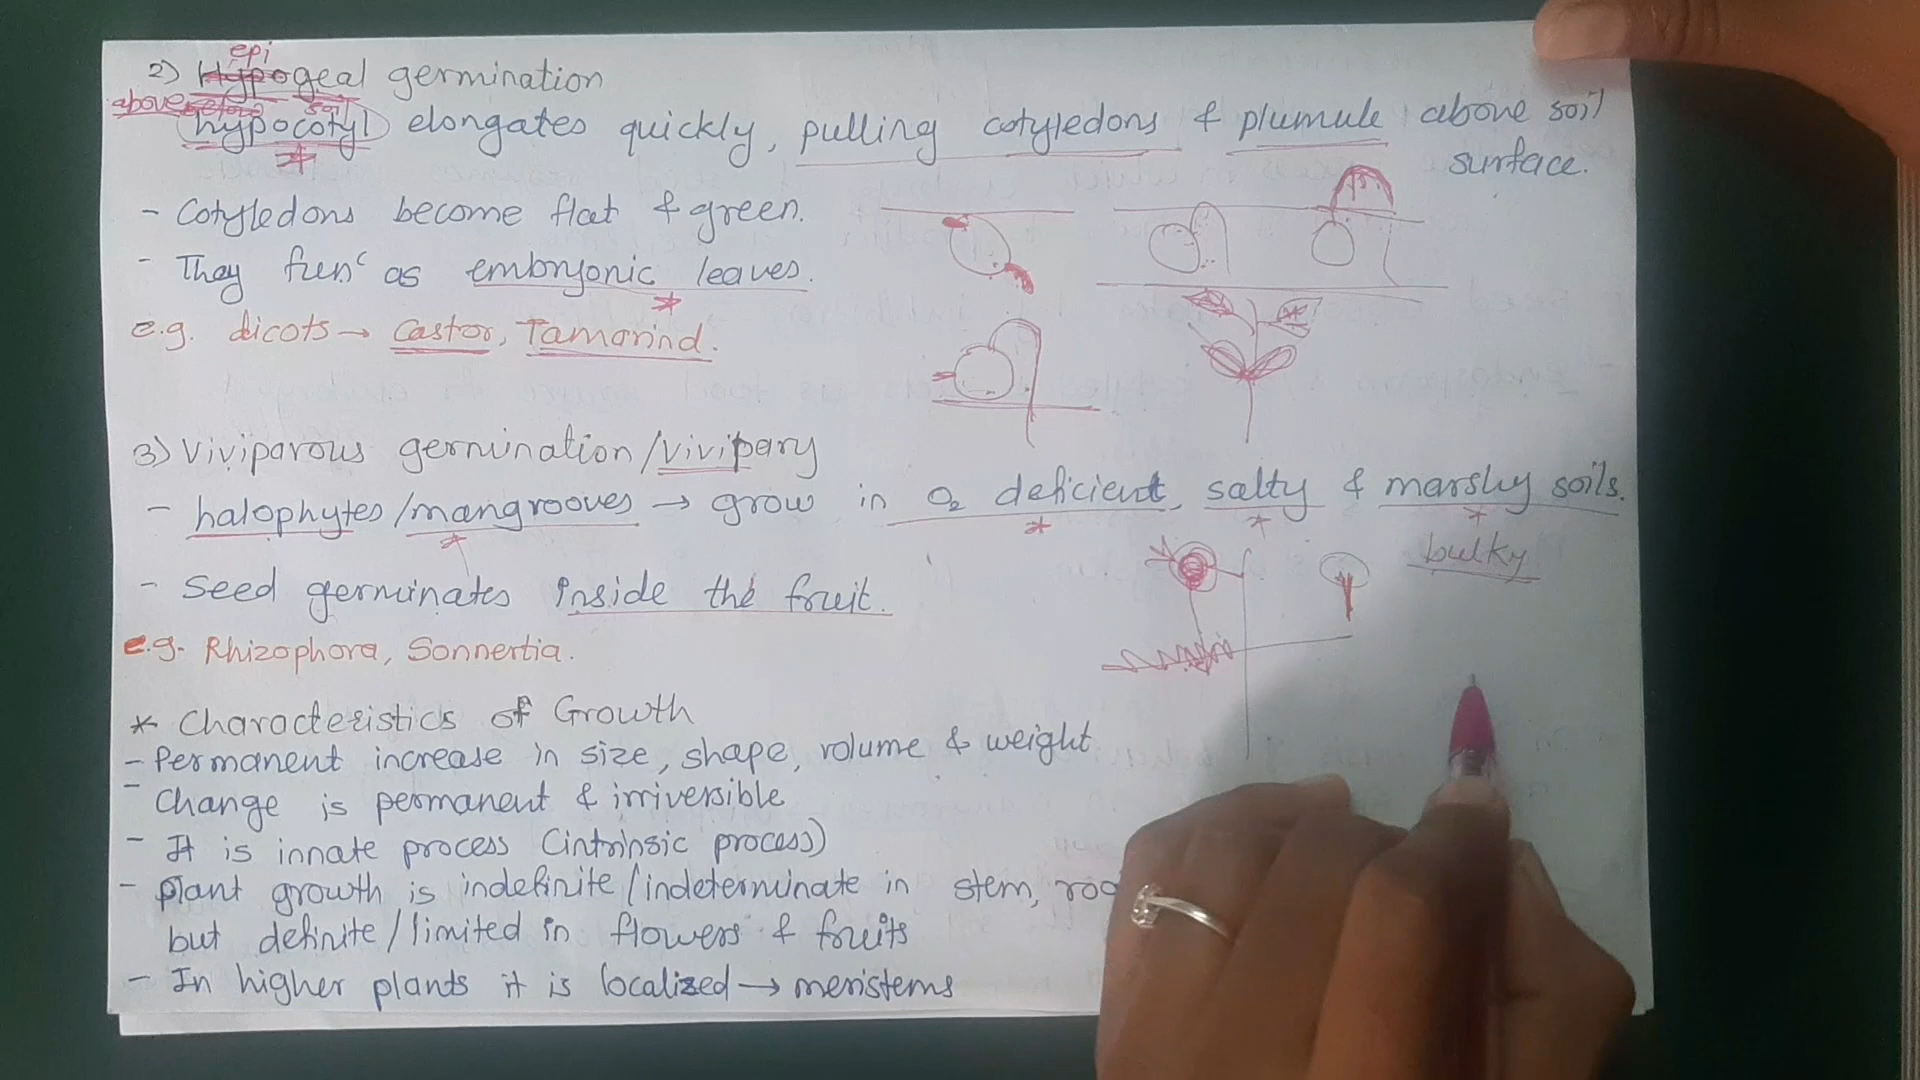 epi
2) Hypogeal germination
above below soil
hypocotyl elongates quickly, pulling cotyledons & plumule above soil
surface.
- Cotyledons become flat & green.
- They funᶜ as embryonic leaves.
e.g. dicots → Castor, Tamarind.
3) Viviparous germination/vivipary
- halophytes/mangrooves → grow in O₂ deficient, salty & marshy soils.
bulky
- Seed germinates inside the fruit.
e.g. Rhizophora, Sonnertia.
* Characteristics of Growth
- Permanent increase in size, shape, volume & weight
- Change is permanent & irriversible
- It is innate process (intrinsic process)
- Plant growth is indefinite/indeterminate in stem, roo
but definite/limited in flowers & fruits
- In higher plants it is localized → meristems